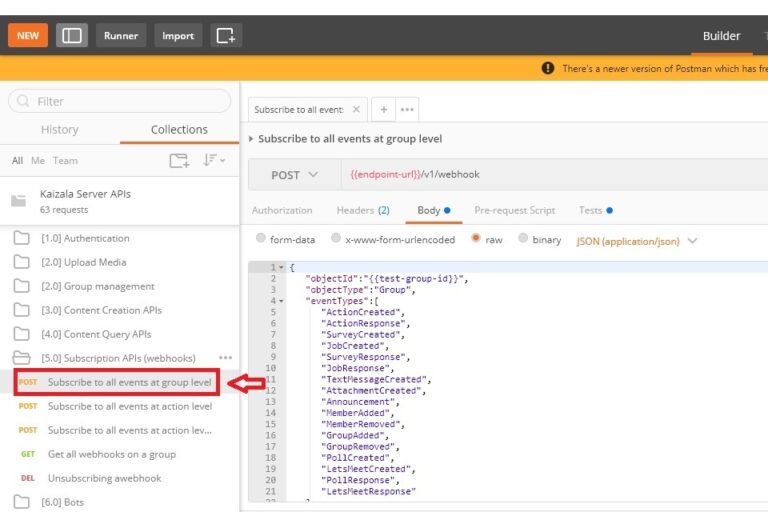 NEW
Runner
Import
Builder
There's a newer version of Postman which has fre
Filter
History
Collections
All Me Team
Kaizala Server APIs
63 requests
[1.0] Authentication
[2.0] Upload Media
[2.0] Group management
[3.0] Content Creation APIs
[4.0] Content Query APIs
[5.0] Subscription APIs (webhooks)
POST Subscribe to all events at group level
POST Subscribe to all events at action level
POST Subscribe to all events at action lev...
GET Get all webhooks on a group
DEL Unsubscribing awebhook
[6.0] Bots
Subscribe to all event:
Subscribe to all events at group level
POST {{endpoint-url}}/v1/webhook
Authorization Headers (2) Body Pre-request Script Tests
form-data x-www-form-urlencoded raw binary JSON (application/json)
1 {
2 "objectId":"{{test-group-id}}",
3 "objectType":"Group",
4 "eventTypes":[
5 "ActionCreated",
6 "ActionResponse",
7 "SurveyCreated",
8 "JobCreated",
9 "SurveyResponse",
10 "JobResponse",
11 "TextMessageCreated",
12 "AttachmentCreated",
13 "Announcement",
14 "MemberAdded",
15 "MemberRemoved",
16 "GroupAdded",
17 "GroupRemoved",
18 "PollCreated",
19 "LetsMeetCreated",
20 "PollResponse",
21 "LetsMeetResponse"